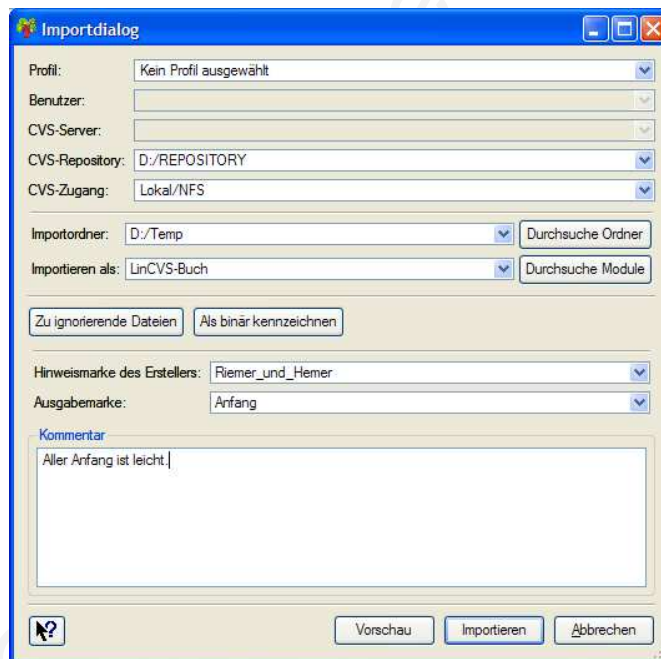 Importdialog
Profil: Kein Profil ausgewählt
Benutzer:
CVS-Server:
CVS-Repository: D:/REPOSITORY
CVS-Zugang: Lokal/NFS
Importordner: D:/Temp Durchsuche Ordner
Importieren als: LinCVS-Buch Durchsuche Module
Zu ignorierende Dateien Als binär kennzeichnen
Hinweismarke des Erstellers: Riemer_und_Hemer
Ausgabemarke: Anfang
Kommentar
Aller Anfang ist leicht.
Vorschau Importieren Abbrechen